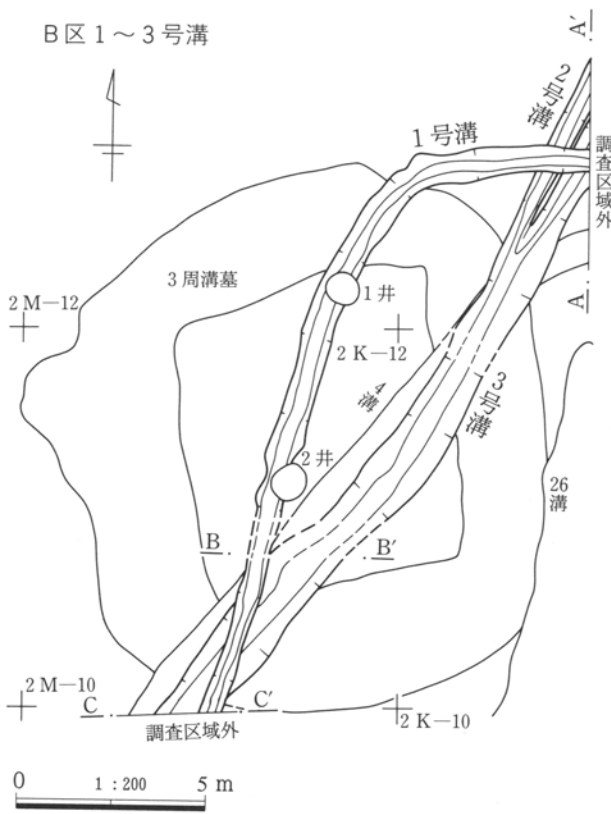 B区1〜3号溝
A′
2号溝
1号溝
調査区域外
3周溝墓
2M—12
1井
A
2K—12
4溝
3号溝
2井
26溝
B
B′
2M—10
C
C′
2K—10
調査区域外
0 1:200 5m